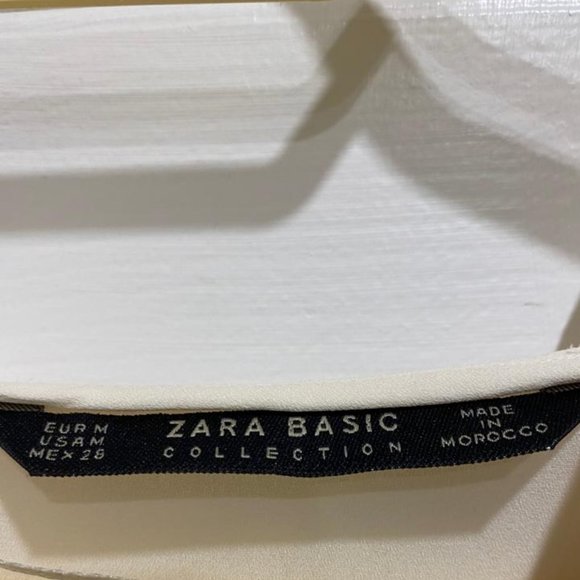 EUR M
USA M
MEX 28
ZARA BASIC
COLLECTION
MADE
IN
MOROCCO